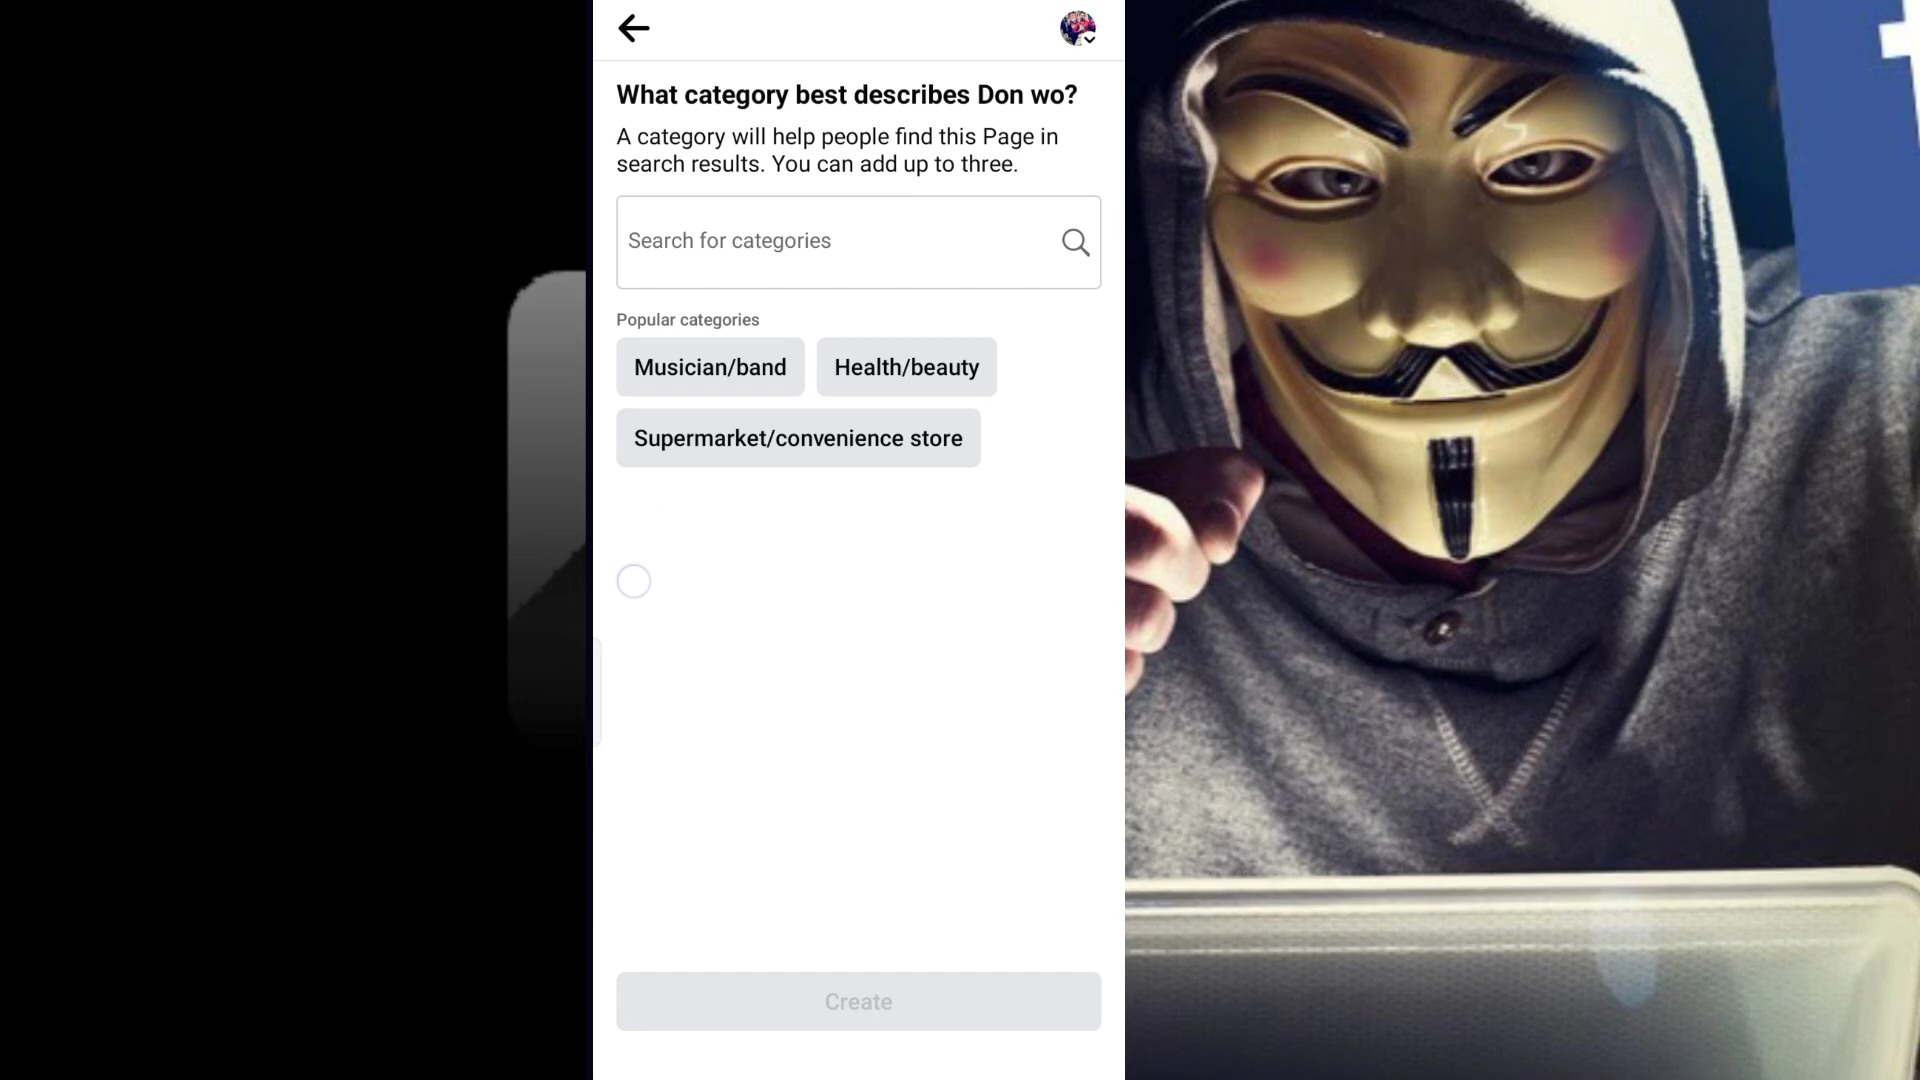 What category best describes Don wo?
A category will help people find this Page in
search results. You can add up to three.
Search for categories
Popular categories
Musician/band
Health/beauty
Supermarket/convenience store
Create